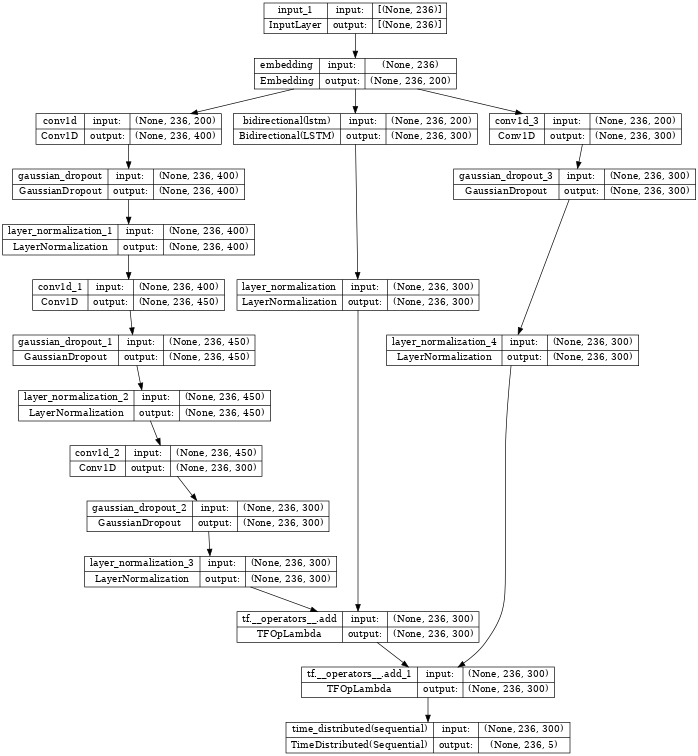 input_1 input: [(None, 236)]
InputLayer output: [(None, 236)]
embedding input: (None, 236)
Embedding output: (None, 236, 200)
conv1d input: (None, 236, 200)
Conv1D output: (None, 236, 400)
bidirectional(lstm) input: (None, 236, 200)
Bidirectional(LSTM) output: (None, 236, 300)
conv1d_3 input: (None, 236, 200)
Conv1D output: (None, 236, 300)
gaussian_dropout input: (None, 236, 400)
GaussianDropout output: (None, 236, 400)
gaussian_dropout_3 input: (None, 236, 300)
GaussianDropout output: (None, 236, 300)
layer_normalization_1 input: (None, 236, 400)
LayerNormalization output: (None, 236, 400)
conv1d_1 input: (None, 236, 400)
Conv1D output: (None, 236, 450)
layer_normalization input: (None, 236, 300)
LayerNormalization output: (None, 236, 300)
gaussian_dropout_1 input: (None, 236, 450)
GaussianDropout output: (None, 236, 450)
layer_normalization_4 input: (None, 236, 300)
LayerNormalization output: (None, 236, 300)
layer_normalization_2 input: (None, 236, 450)
LayerNormalization output: (None, 236, 450)
conv1d_2 input: (None, 236, 450)
Conv1D output: (None, 236, 300)
gaussian_dropout_2 input: (None, 236, 300)
GaussianDropout output: (None, 236, 300)
layer_normalization_3 input: (None, 236, 300)
LayerNormalization output: (None, 236, 300)
tf.__operators__.add input: (None, 236, 300)
TFOpLambda output: (None, 236, 300)
tf.__operators__.add_1 input: (None, 236, 300)
TFOpLambda output: (None, 236, 300)
time_distributed(sequential) input: (None, 236, 300)
TimeDistributed(Sequential) output: (None, 236, 5)